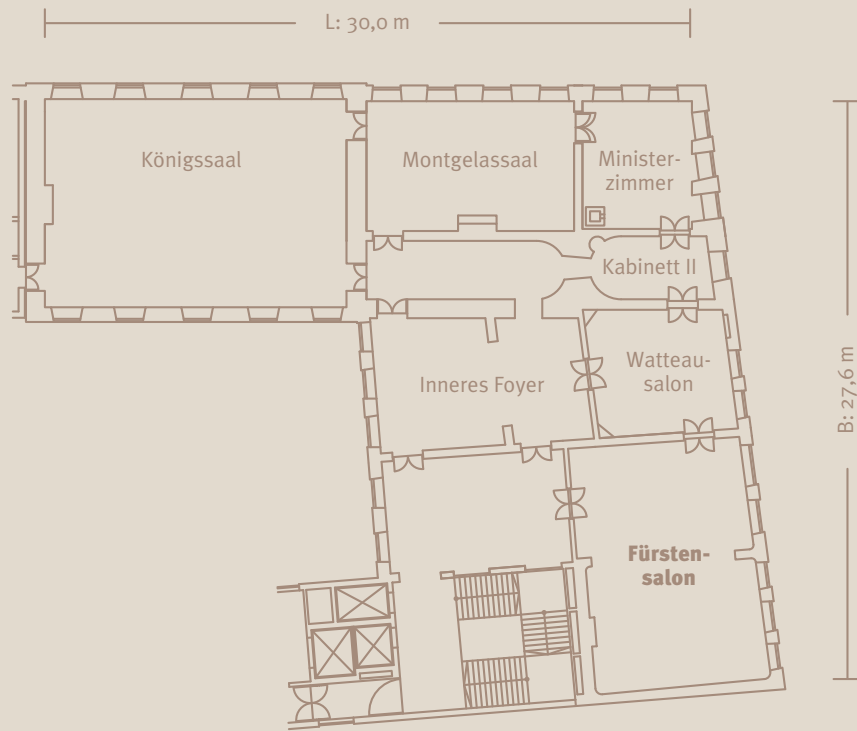 L: 30,0 m
Königssaal
Montgelassaal
Minister-
zimmer
Kabinett II
Inneres Foyer
Watteau-
salon
B: 27,6 m
Fürsten-
salon